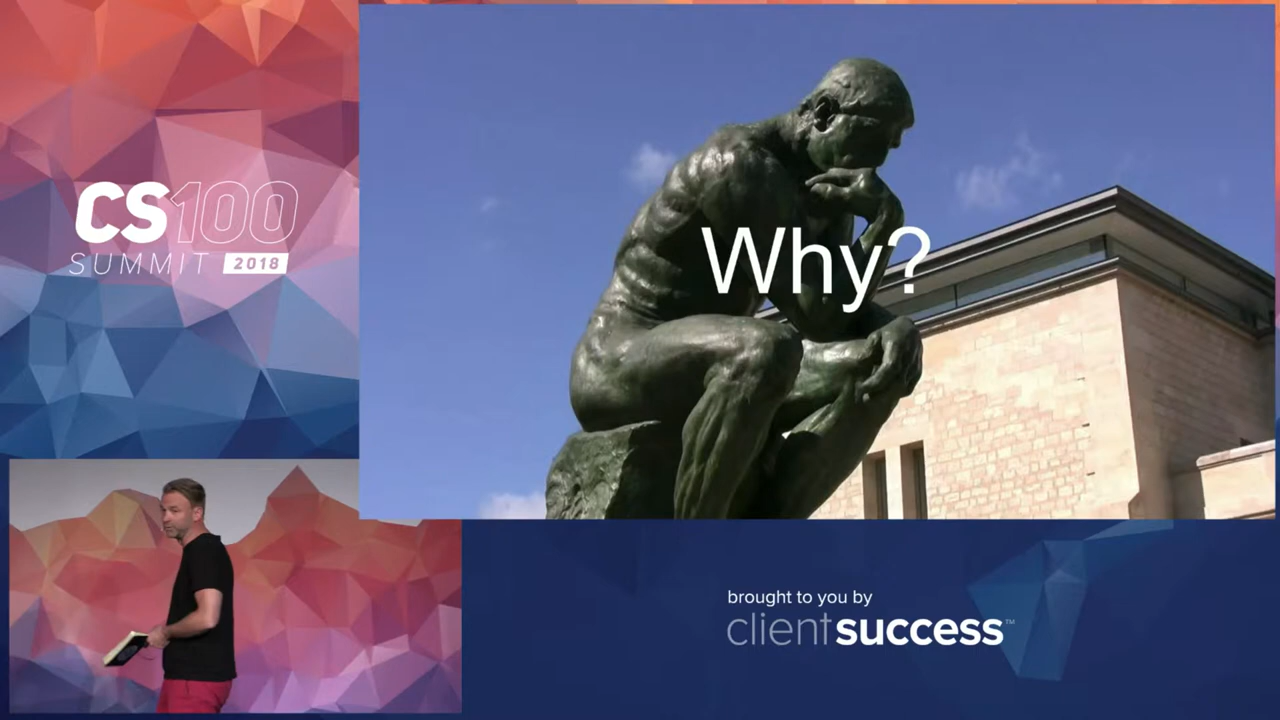 CS100
SUMMIT 2018
Why?
brought to you by
clientsuccess™